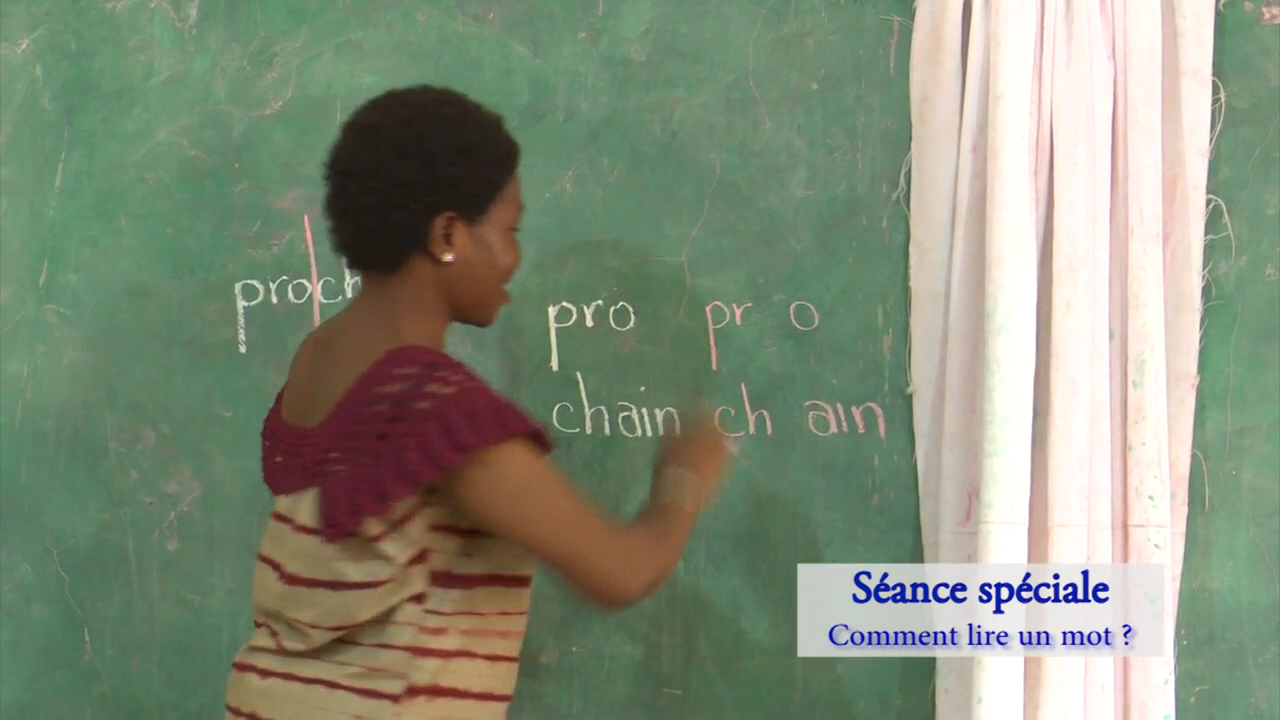 proch
pro pr o
chain ch ain
Séance spéciale
Comment lire un mot ?